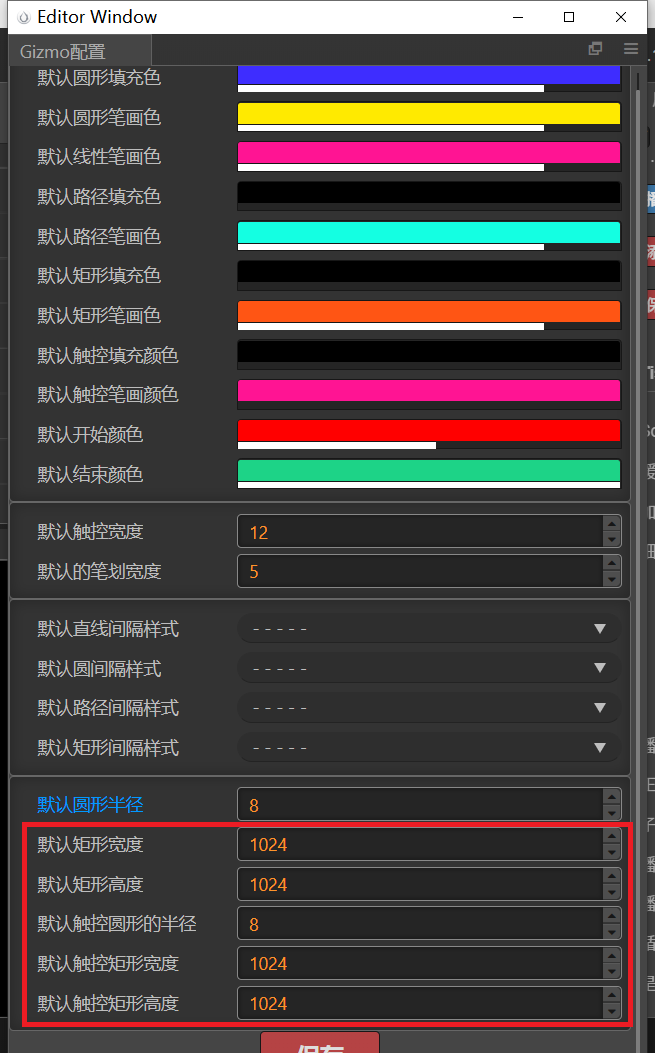 Editor Window
Gizmo配置
默认圆形填充色
默认圆形笔画色
默认线性笔画色
默认路径填充色
默认路径笔画色
默认矩形填充色
默认矩形笔画色
默认触控填充颜色
默认触控笔画颜色
默认开始颜色
默认结束颜色
默认触控宽度 12
默认的笔划宽度 5
默认直线间隔样式 - - - - -
默认圆间隔样式 - - - - -
默认路径间隔样式 - - - - -
默认矩形间隔样式 - - - - -
默认圆形半径 8
默认矩形宽度 1024
默认矩形高度 1024
默认触控圆形的半径 8
默认触控矩形宽度 1024
默认触控矩形高度 1024
保存